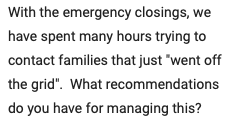 With the emergency closings, we
have spent many hours trying to
contact families that just "went off
the grid".  What recommendations
do you have for managing this?